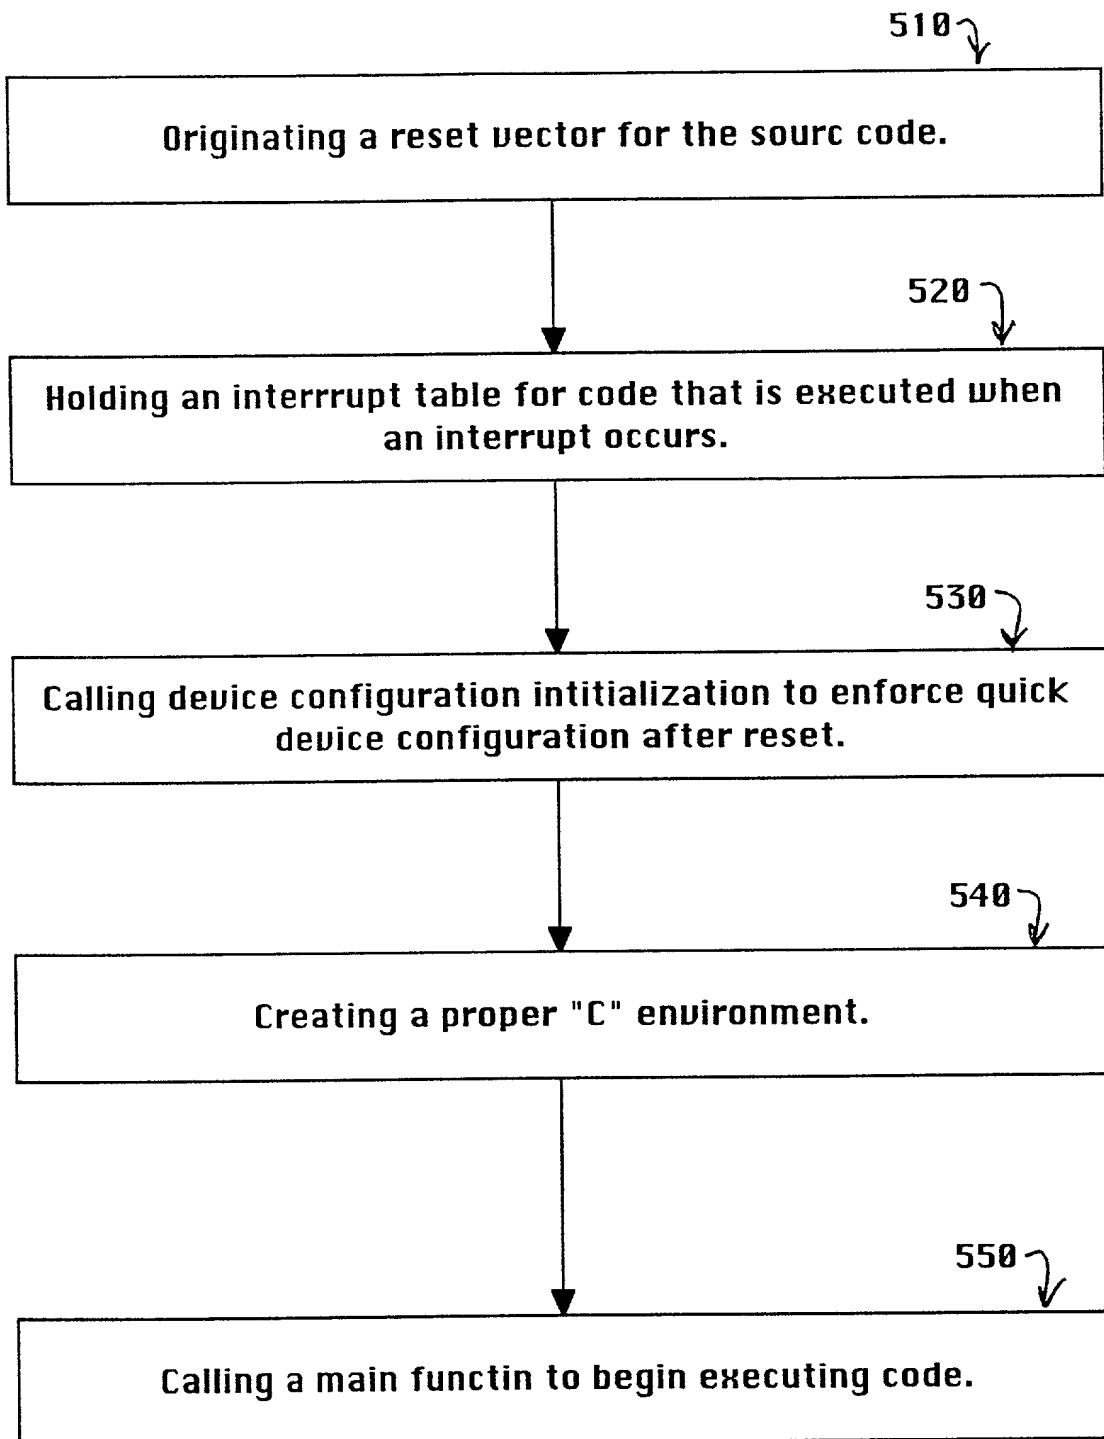 510
Originating a reset vector for the sourc code.
520
Holding an interrrupt table for code that is executed when
an interrupt occurs.
530
Calling device configuration intitialization to enforce quick
device configuration after reset.
540
Creating a proper "C" environment.
550
Calling a main functin to begin executing code.